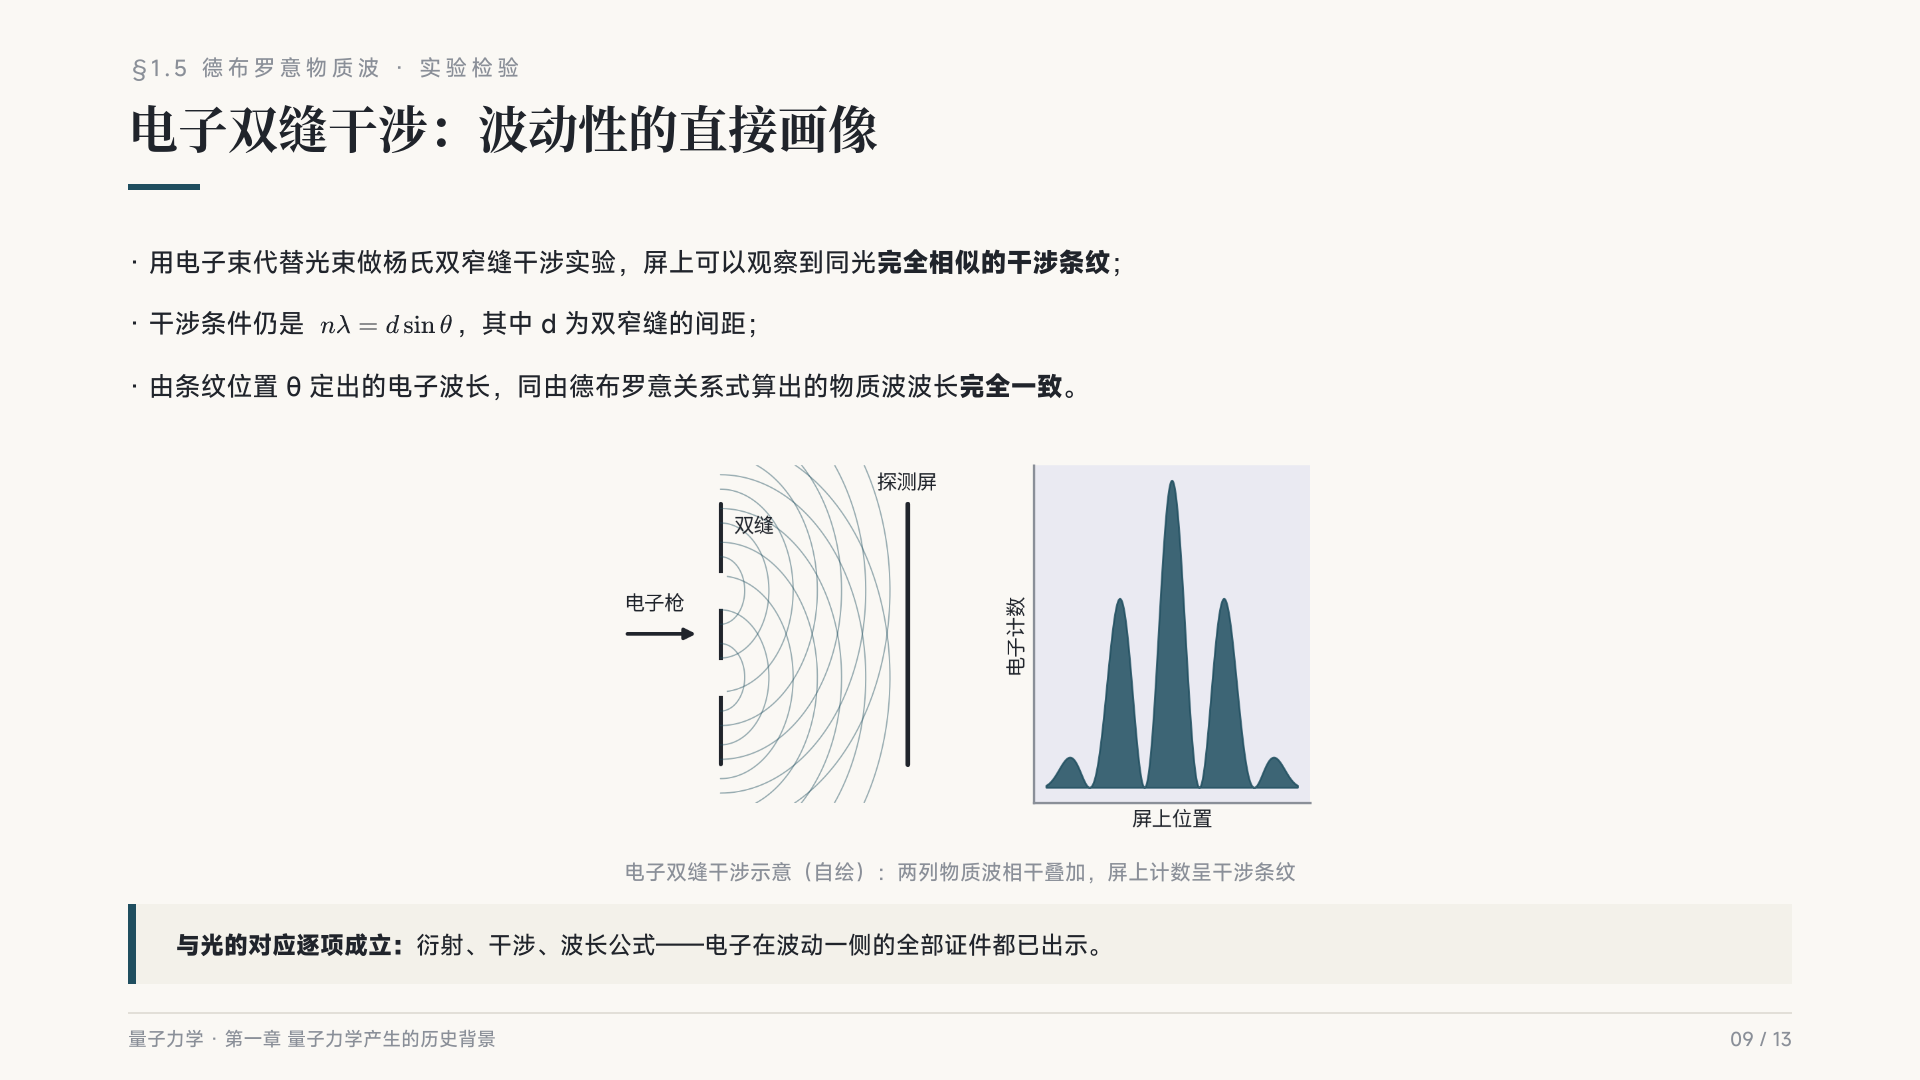 §1.5 德布罗意物质波 · 实验检验
电子双缝干涉：波动性的直接画像
· 用电子束代替光束做杨氏双窄缝干涉实验，屏上可以观察到同光完全相似的干涉条纹；
· 干涉条件仍是 nλ = d sin θ，其中 d 为双窄缝的间距；
· 由条纹位置 θ 定出的电子波长，同由德布罗意关系式算出的物质波波长完全一致。
探测屏
双缝
电子枪
电子计数
屏上位置
电子双缝干涉示意（自绘）：两列物质波相干叠加，屏上计数呈干涉条纹
与光的对应逐项成立：衍射、干涉、波长公式——电子在波动一侧的全部证件都已出示。
量子力学 · 第一章 量子力学产生的历史背景
09 / 13